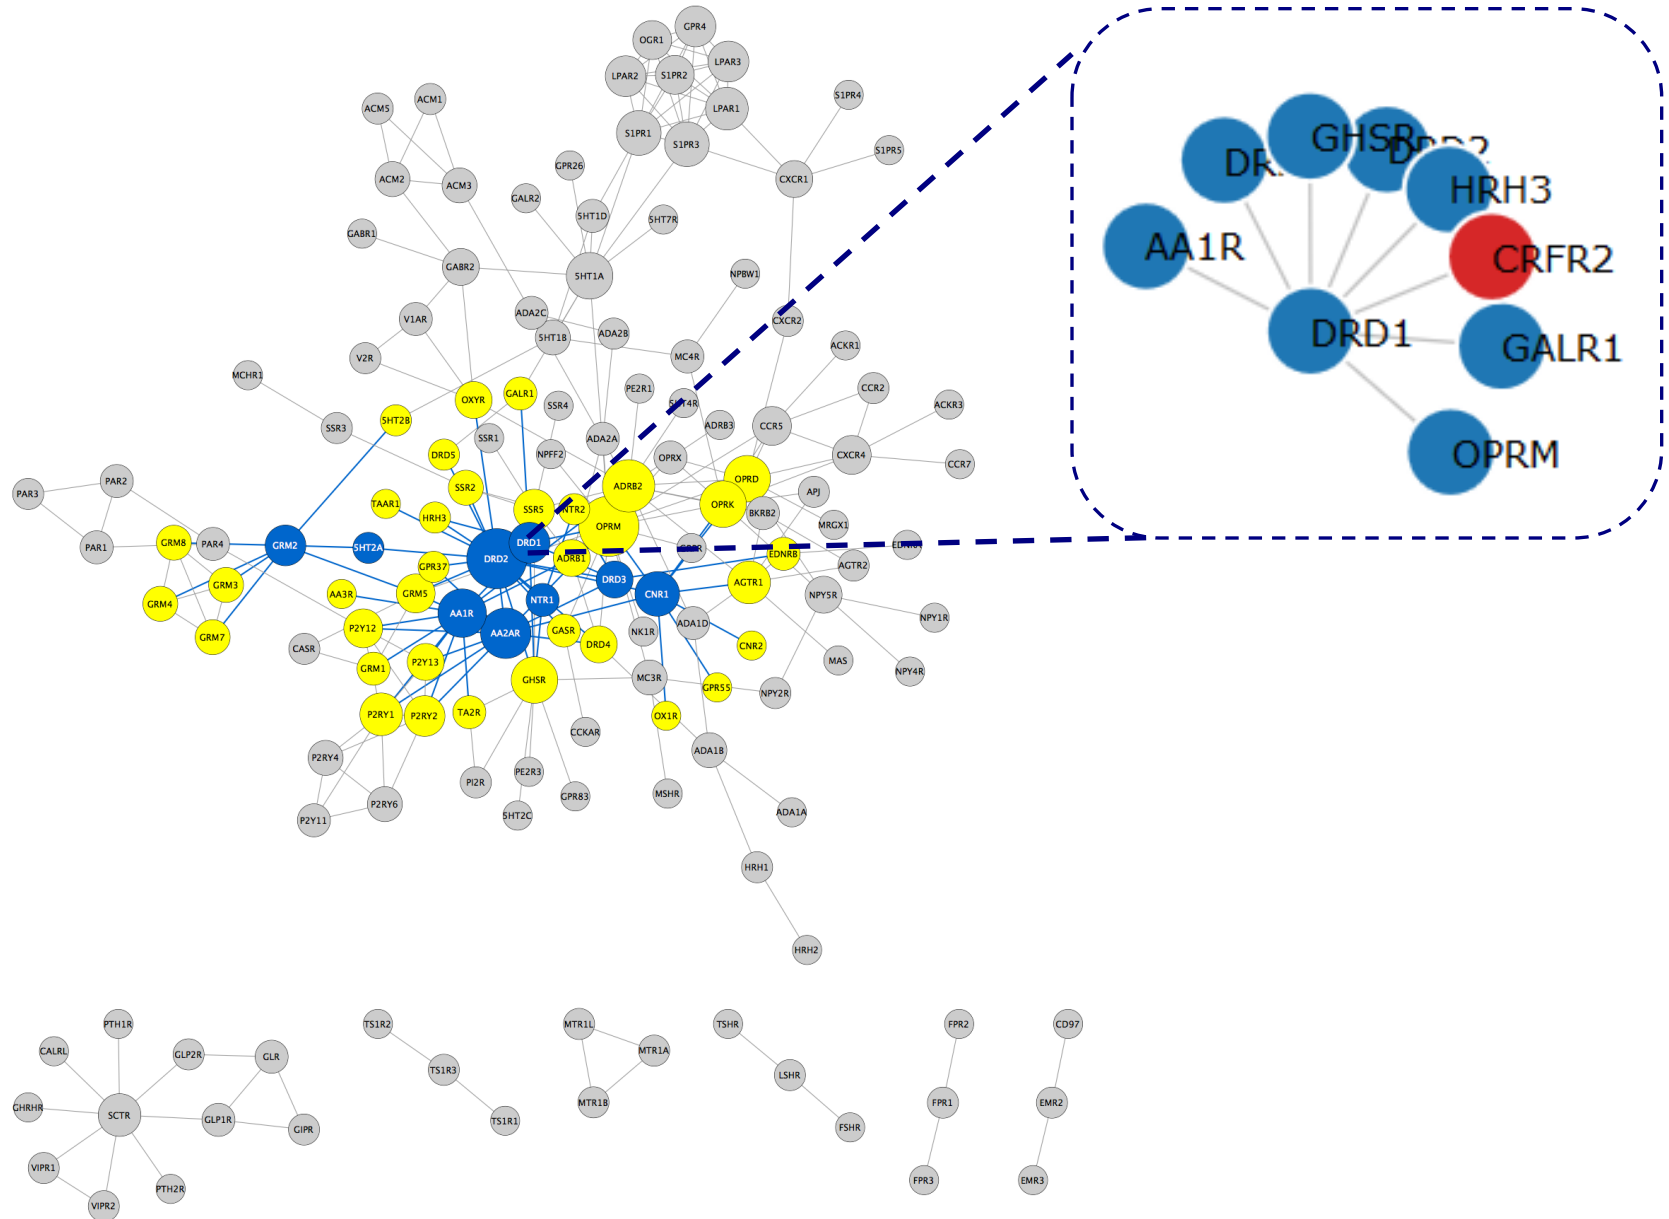 GPR4
OGR1
LPAR3
LPAR2
S1PR2
LPAR1
S1PR1
S1PR3
S1PR4
S1PR5
CXCR1
ACM1
ACM5
ACM2
ACM3
GPR26
GALR2
5HT1D
5HT7R
GABR1
GABR2
5HT1A
NPBW1
V1AR
ADA2C
ADA2B
5HT1B
CXCR2
V2R
MC4R
ACKR1
MCHR1
PE2R1
CCR2
OXYR
GALR1
SSR4
5HT4R
ACKR3
5HT2B
SSR3
SSR1
ADA2A
ADRB3
CCR5
DRD5
NPFF2
OPRX
CXCR4
CCR7
PAR2
PAR3
SSR2
ADRB2
OPRD
APJ
TAAR1
HRH3
SSR5
NTR2
OPRK
BKRB2
MRGX1
OPRM
PAR1
GRM8
PAR4
GRM2
5HT2A
DRD1
DRD2
ADRB1
EDNRB
GPR37
AGTR2
GRM3
GRM4
AA3R
GRM5
DRD3
CNR1
AGTR1
NPY5R
NTR1
AA1R
AA2AR
P2Y12
GRM7
GASR
NK1R
ADA1D
NPY1R
CASR
DRD4
CNR2
GRM1
P2Y13
GHSR
MC3R
MAS
NPY4R
GPR55
NPY2R
P2RY1
P2RY2
TA2R
OX1R
CCKAR
P2RY4
ADA1B
PE2R3
PI2R
GPR83
MSHR
P2RY6
P2Y11
5HT2C
ADA1A
HRH1
HRH2
GHSR
HRH3
AA1R
CRFR2
DRD1
GALR1
OPRM
PTH1R
CALRL
GLP2R
GLR
GHRHR
SCTR
GLP1R
GIPR
VIPR1
PTH2R
VIPR2
TS1R2
TS1R3
TS1R1
MTR1L
MTR1A
MTR1B
TSHR
LSHR
FSHR
FPR2
FPR1
FPR3
CD97
EMR2
EMR3